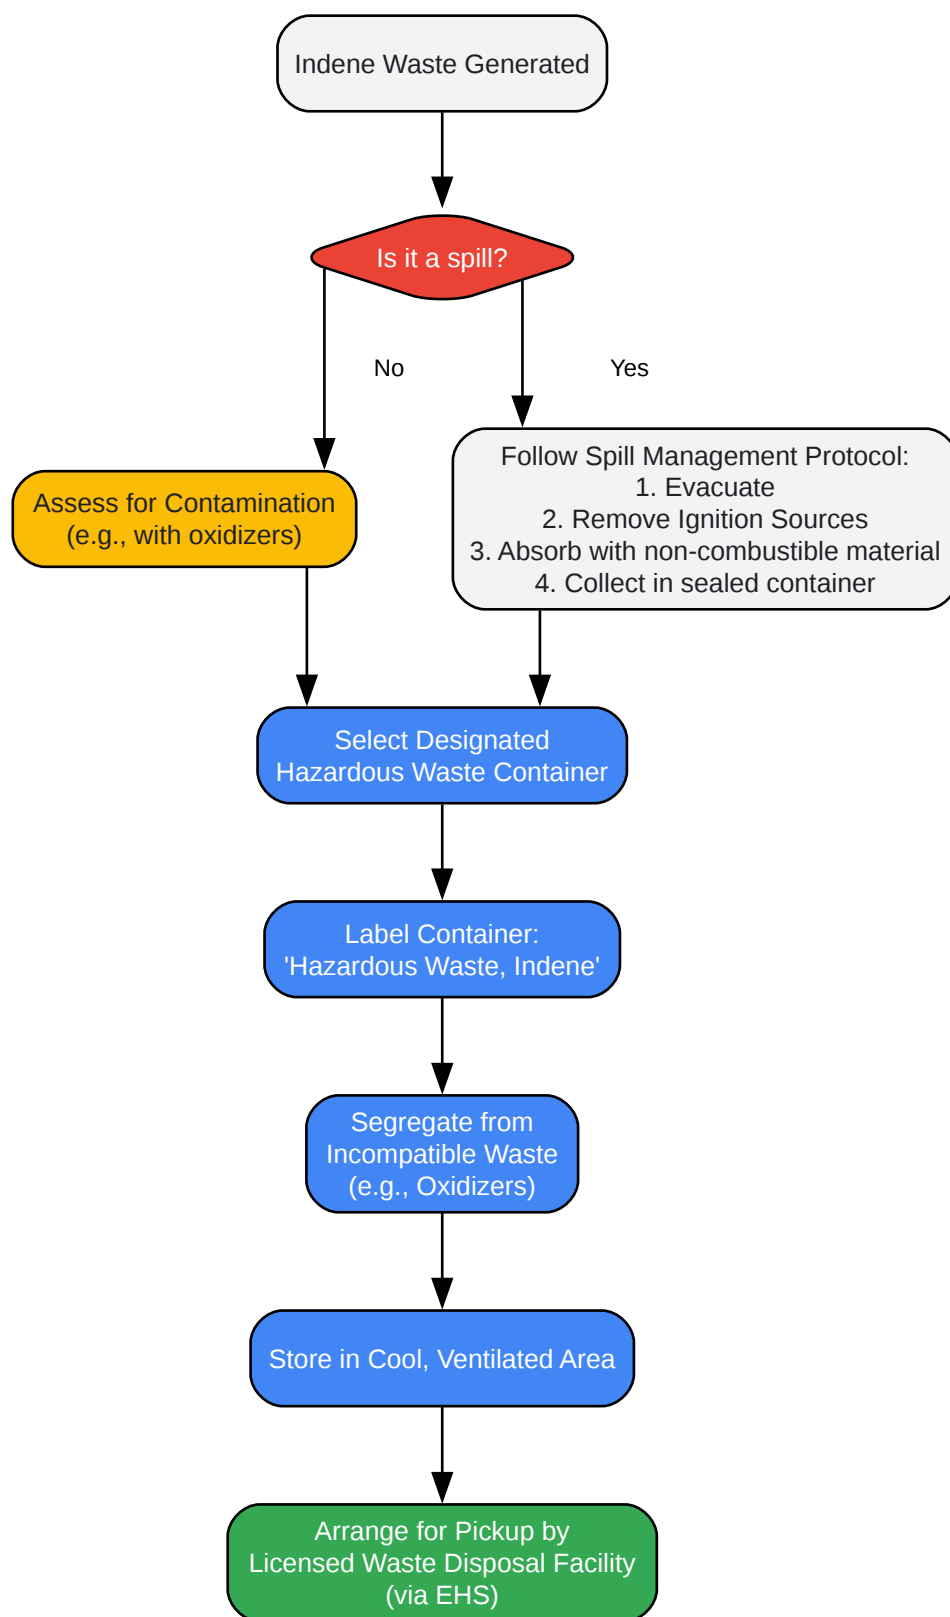 Indene Waste Generated
Is it a spill?
No
Yes
Assess for Contamination
(e.g., with oxidizers)
Follow Spill Management Protocol:
1. Evacuate
2. Remove Ignition Sources
3. Absorb with non-combustible material
4. Collect in sealed container
Select Designated
Hazardous Waste Container
Label Container:
'Hazardous Waste, Indene'
Segregate from
Incompatible Waste
(e.g., Oxidizers)
Store in Cool, Ventilated Area
Arrange for Pickup by
Licensed Waste Disposal Facility
(via EHS)